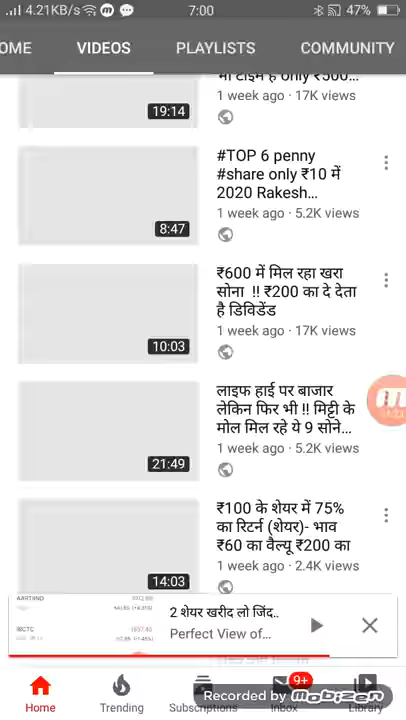 4.21KB/s 7:00 47%
OME VIDEOS PLAYLISTS COMMUNITY
भी टाईम है only ₹500...
19:14
1 week ago · 17K views
#TOP 6 penny
#share only ₹10 में
2020 Rakesh...
8:47
1 week ago · 5.2K views
₹600 में मिल रहा खरा
सोना !! ₹200 का दे देता
है डिविडेंड
10:03
1 week ago · 17K views
लाइफ हाई पर बाजार
लेकिन फिर भी !! मिट्टी के
मोल मिल रहे ये 9 सोने...
21:49
1 week ago · 5.2K views
₹100 के शेयर में 75%
का रिटर्न (शेयर)- भाव
₹60 का वैल्यू ₹200 का
14:03
1 week ago · 2.4K views
2 शेयर खरीद लो जिंद..
Perfect View of...
9+
Home Trending Subscriptions Inbox Library
Recorded by mobizen